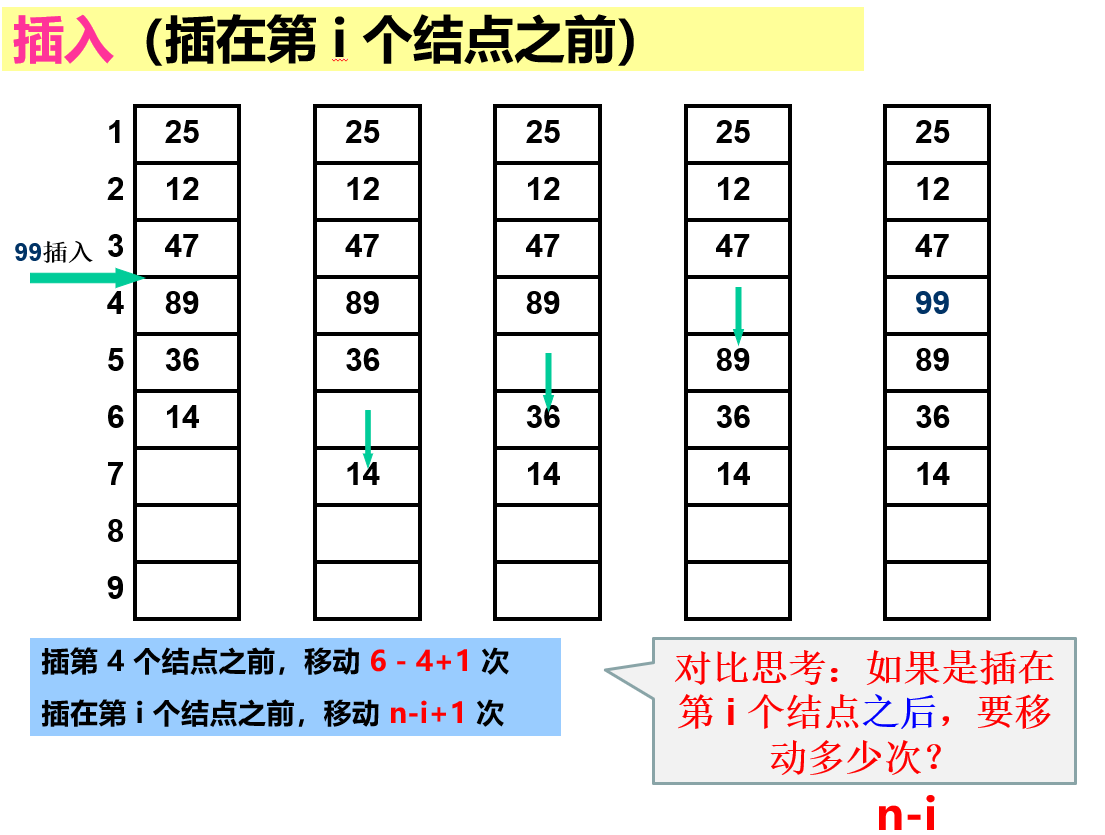 插入（插在第 i 个结点之前）
1 25 25 25 25 25
2 12 12 12 12 12
99插入 3 47 47 47 47 47
4 89 89 89 99
5 36 36 89 89
6 14 36 36 36
7 14 14 14 14
8
9
插第 4 个结点之前，移动 6 - 4+1 次
插在第 i 个结点之前，移动 n-i+1 次
对比思考：如果是插在
第 i 个结点之后，要移
动多少次？
n-i